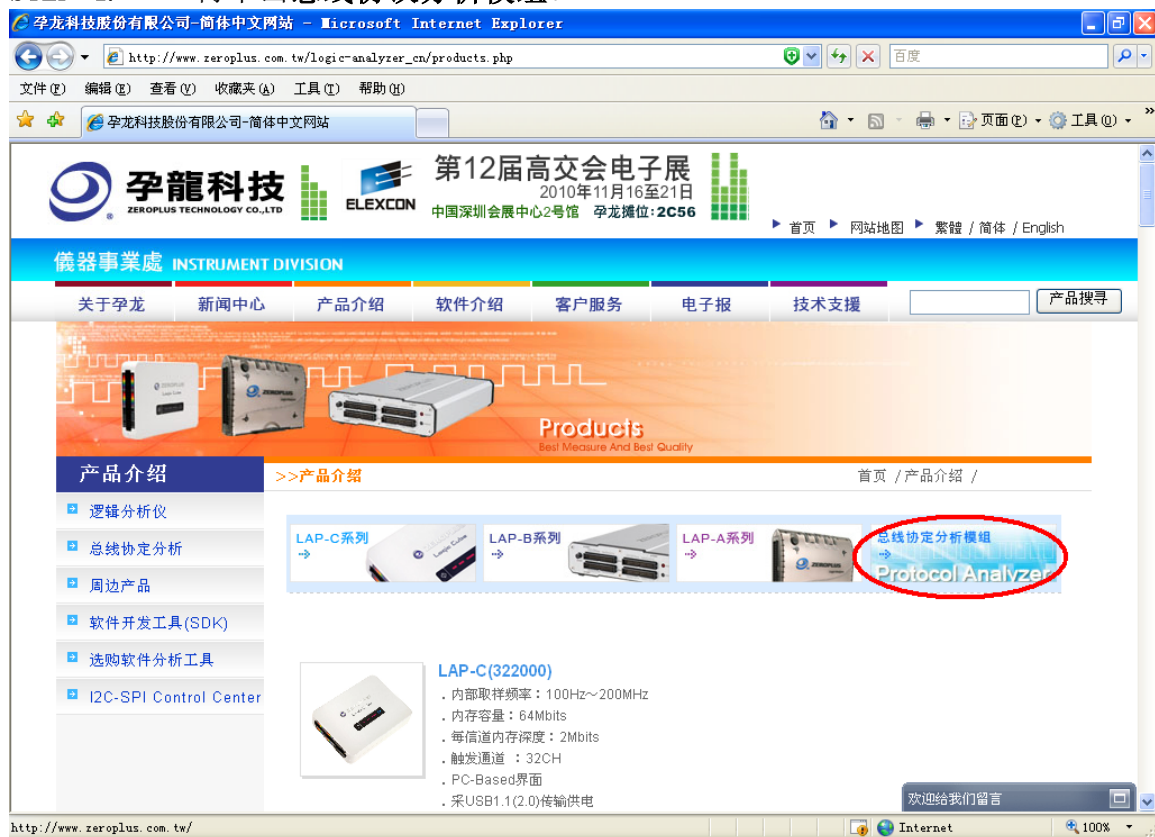 孕龙科技股份有限公司-简体中文网站 - Microsoft Internet Explorer
http://www.zeroplus.com.tw/logic-analyzer_cn/products.php
百度
文件(F) 编辑(E) 查看(V) 收藏夹(A) 工具(T) 帮助(H)
孕龙科技股份有限公司-简体中文网站
页面(P) 工具(O) »
孕龍科技
ZEROPLUS TECHNOLOGY CO.,LTD
ELEXCON
第12届高交会电子展
2010年11月16至21日
中国深圳会展中心2号馆 孕龙摊位:2C56
首页 网站地图 繁體 / 简体 / English
儀器事業處 INSTRUMENT DIVISION
关于孕龙 新闻中心 产品介绍 软件介绍 客户服务 电子报 技术支援 产品搜寻
ZEROPLUS
Products
Best Measure And Best Quality
产品介绍
>>产品介绍
首页 / 产品介绍 /
逻辑分析仪
总线协定分析
周边产品
软件开发工具(SDK)
选购软件分析工具
I2C-SPI Control Center
LAP-C系列
LAP-B系列
LAP-A系列
总线协定分析模组
Protocol Analyzer
LAP-C(322000)
. 内部取样频率：100Hz～200MHz
. 内存容量：64Mbits
. 每信道内存深度：2Mbits
. 触发通道 ：32CH
. PC-Based界面
. 采USB1.1(2.0)传输供电
欢迎给我们留言
http://www.zeroplus.com.tw/
Internet
100%